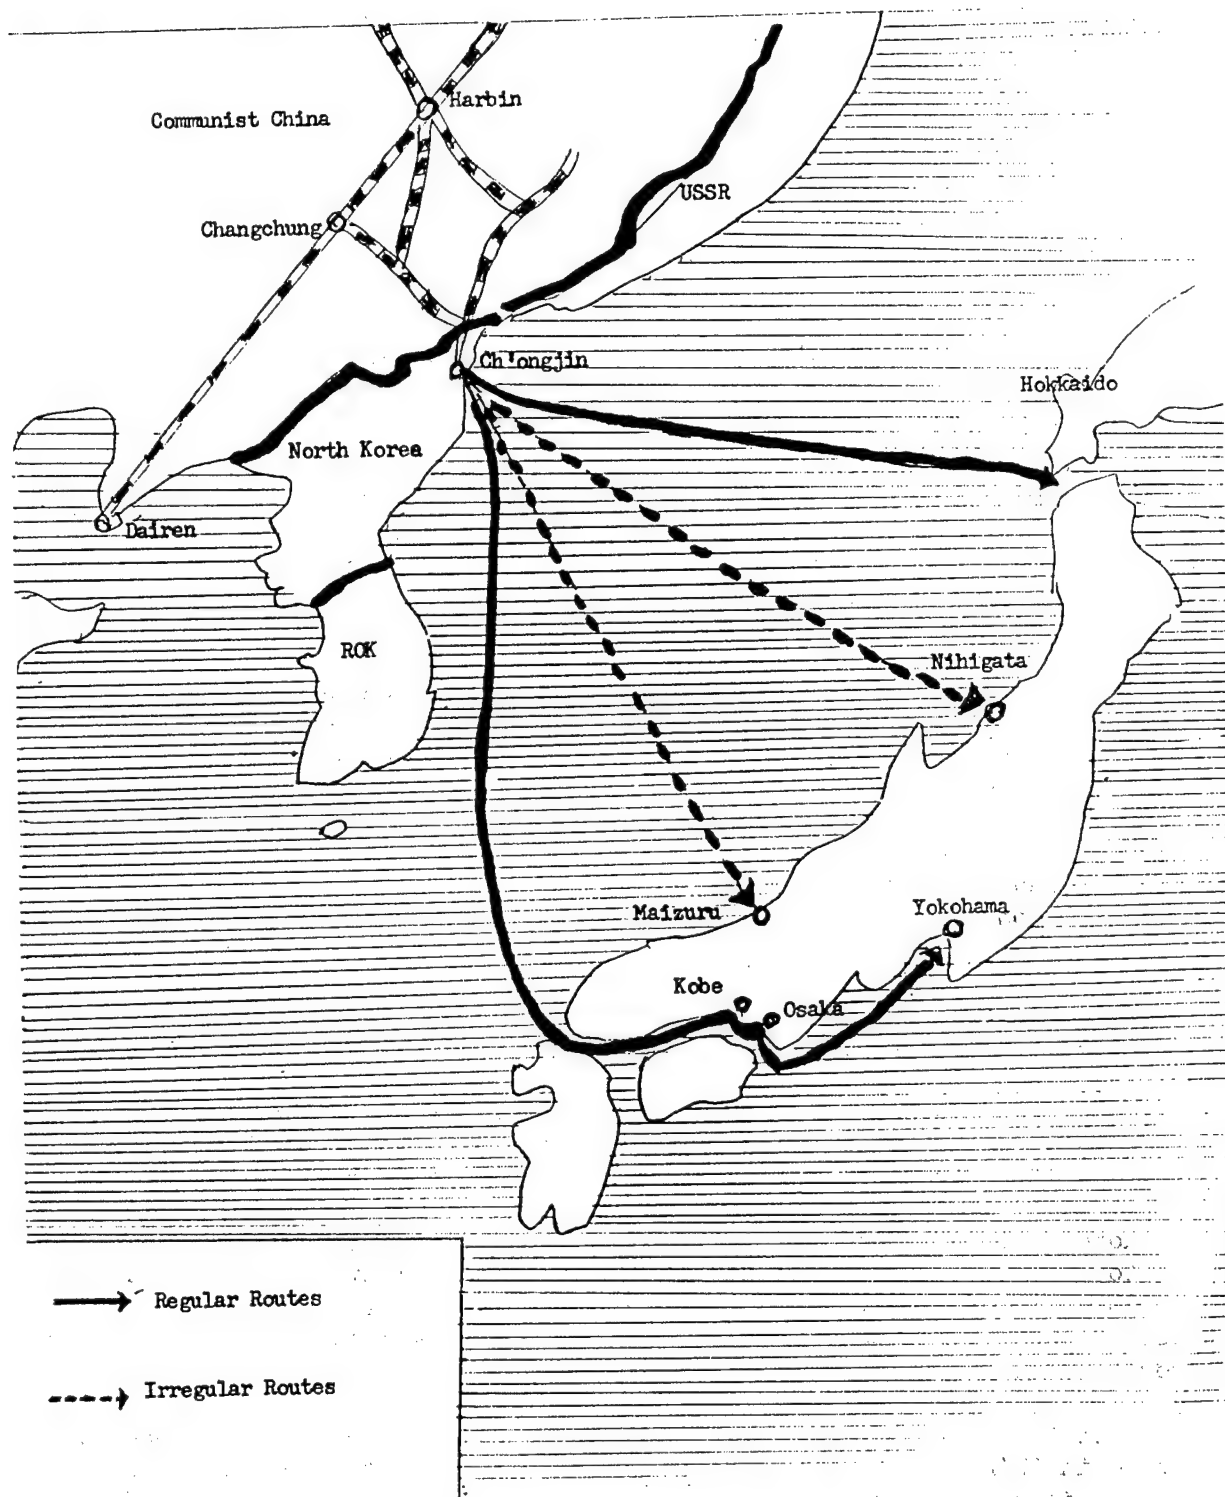 Harbin
Communist China
USSR
Changchung
Ch'ongjin
Hokkaido
North Korea
Dairen
ROK
Nihigata
Maizuru
Yokohama
Kobe
Osaka
Regular Routes
Irregular Routes